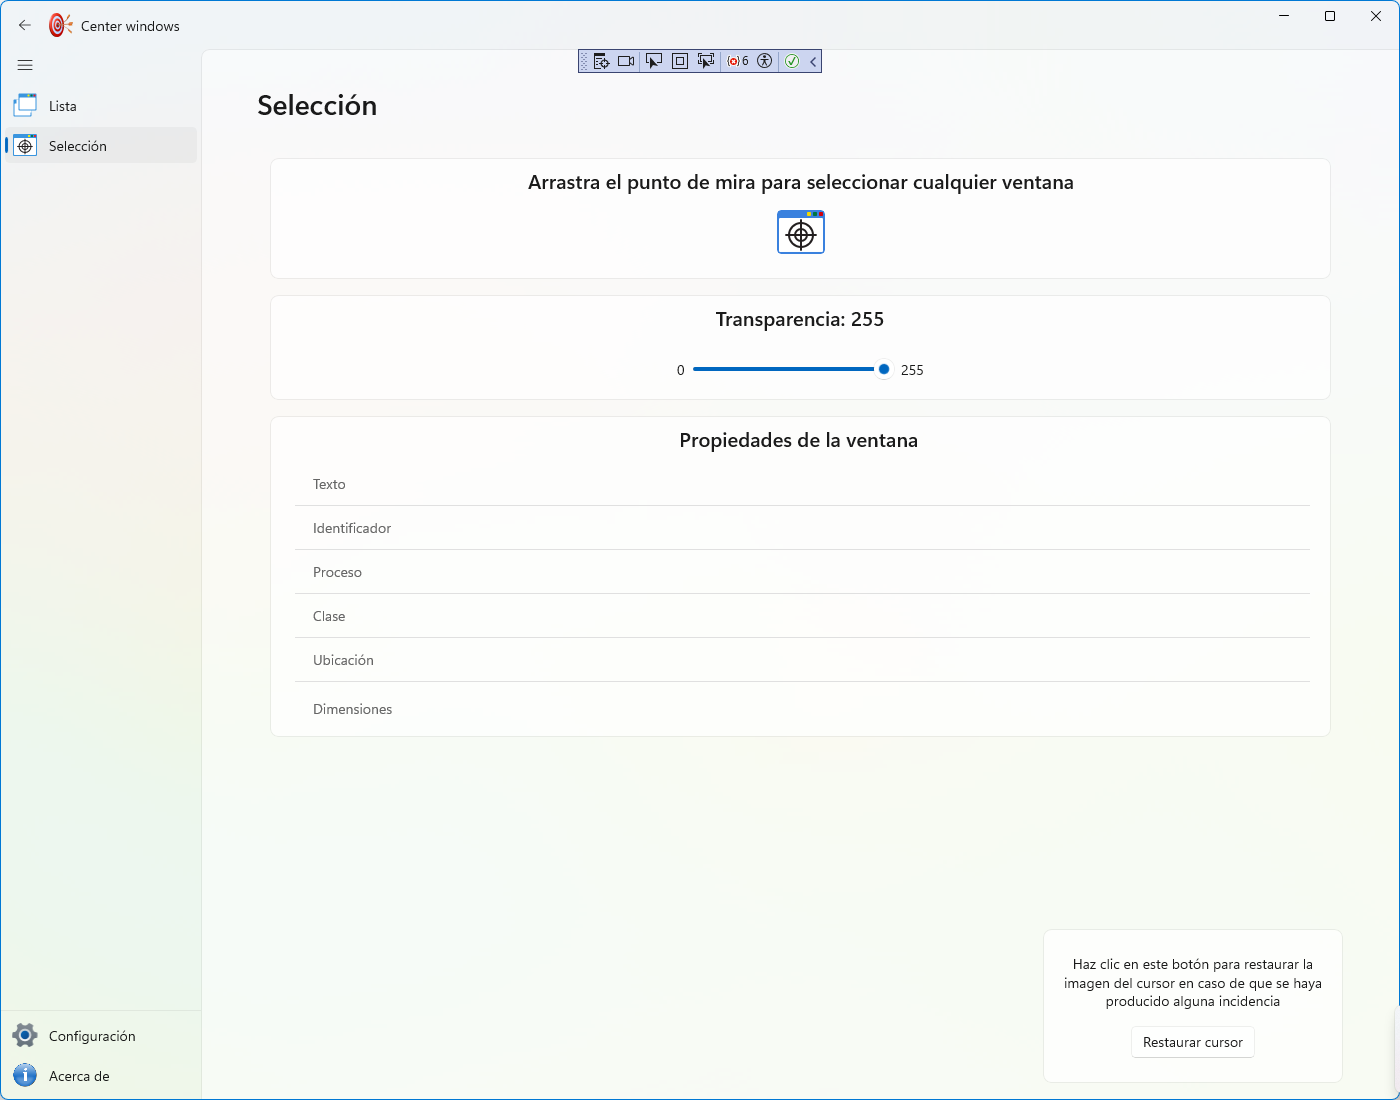 Center windows
6
Lista
Selección
Selección
Arrastra el punto de mira para seleccionar cualquier ventana
Transparencia: 255
0 255
Propiedades de la ventana
Texto
Identificador
Proceso
Clase
Ubicación
Dimensiones
Haz clic en este botón para restaurar la
imagen del cursor en caso de que se haya
producido alguna incidencia
Restaurar cursor
Configuración
Acerca de